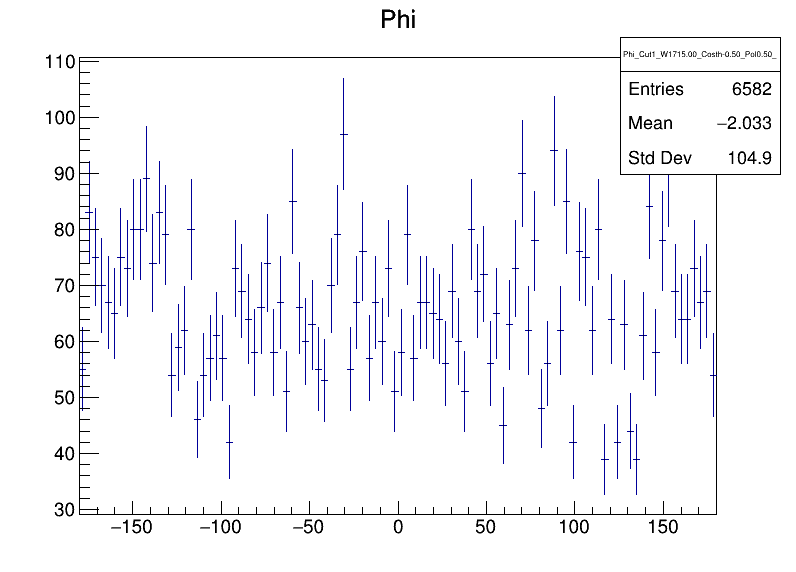 Phi
Phi_Cut1_W1715.00_Costh-0.50_Pol0.50_
Entries 6582
Mean −2.033
Std Dev 104.9
110
100
90
80
70
60
50
40
30
−150 −100 −50 0 50 100 150